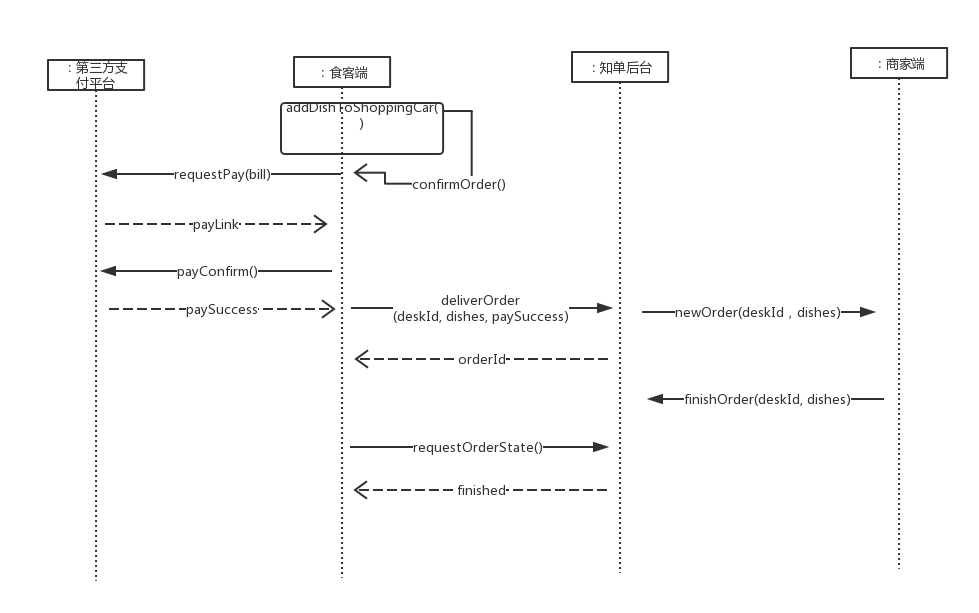 : 第三方支
付平台
: 食客端
: 知单后台
: 商家端
addDishToShoppingCar(
)
requestPay(bill)
confirmOrder()
payLink
payConfirm()
paySuccess
deliverOrder
(deskId, dishes, paySuccess)
newOrder(deskId , dishes)
orderId
finishOrder(deskId, dishes)
requestOrderState()
finished